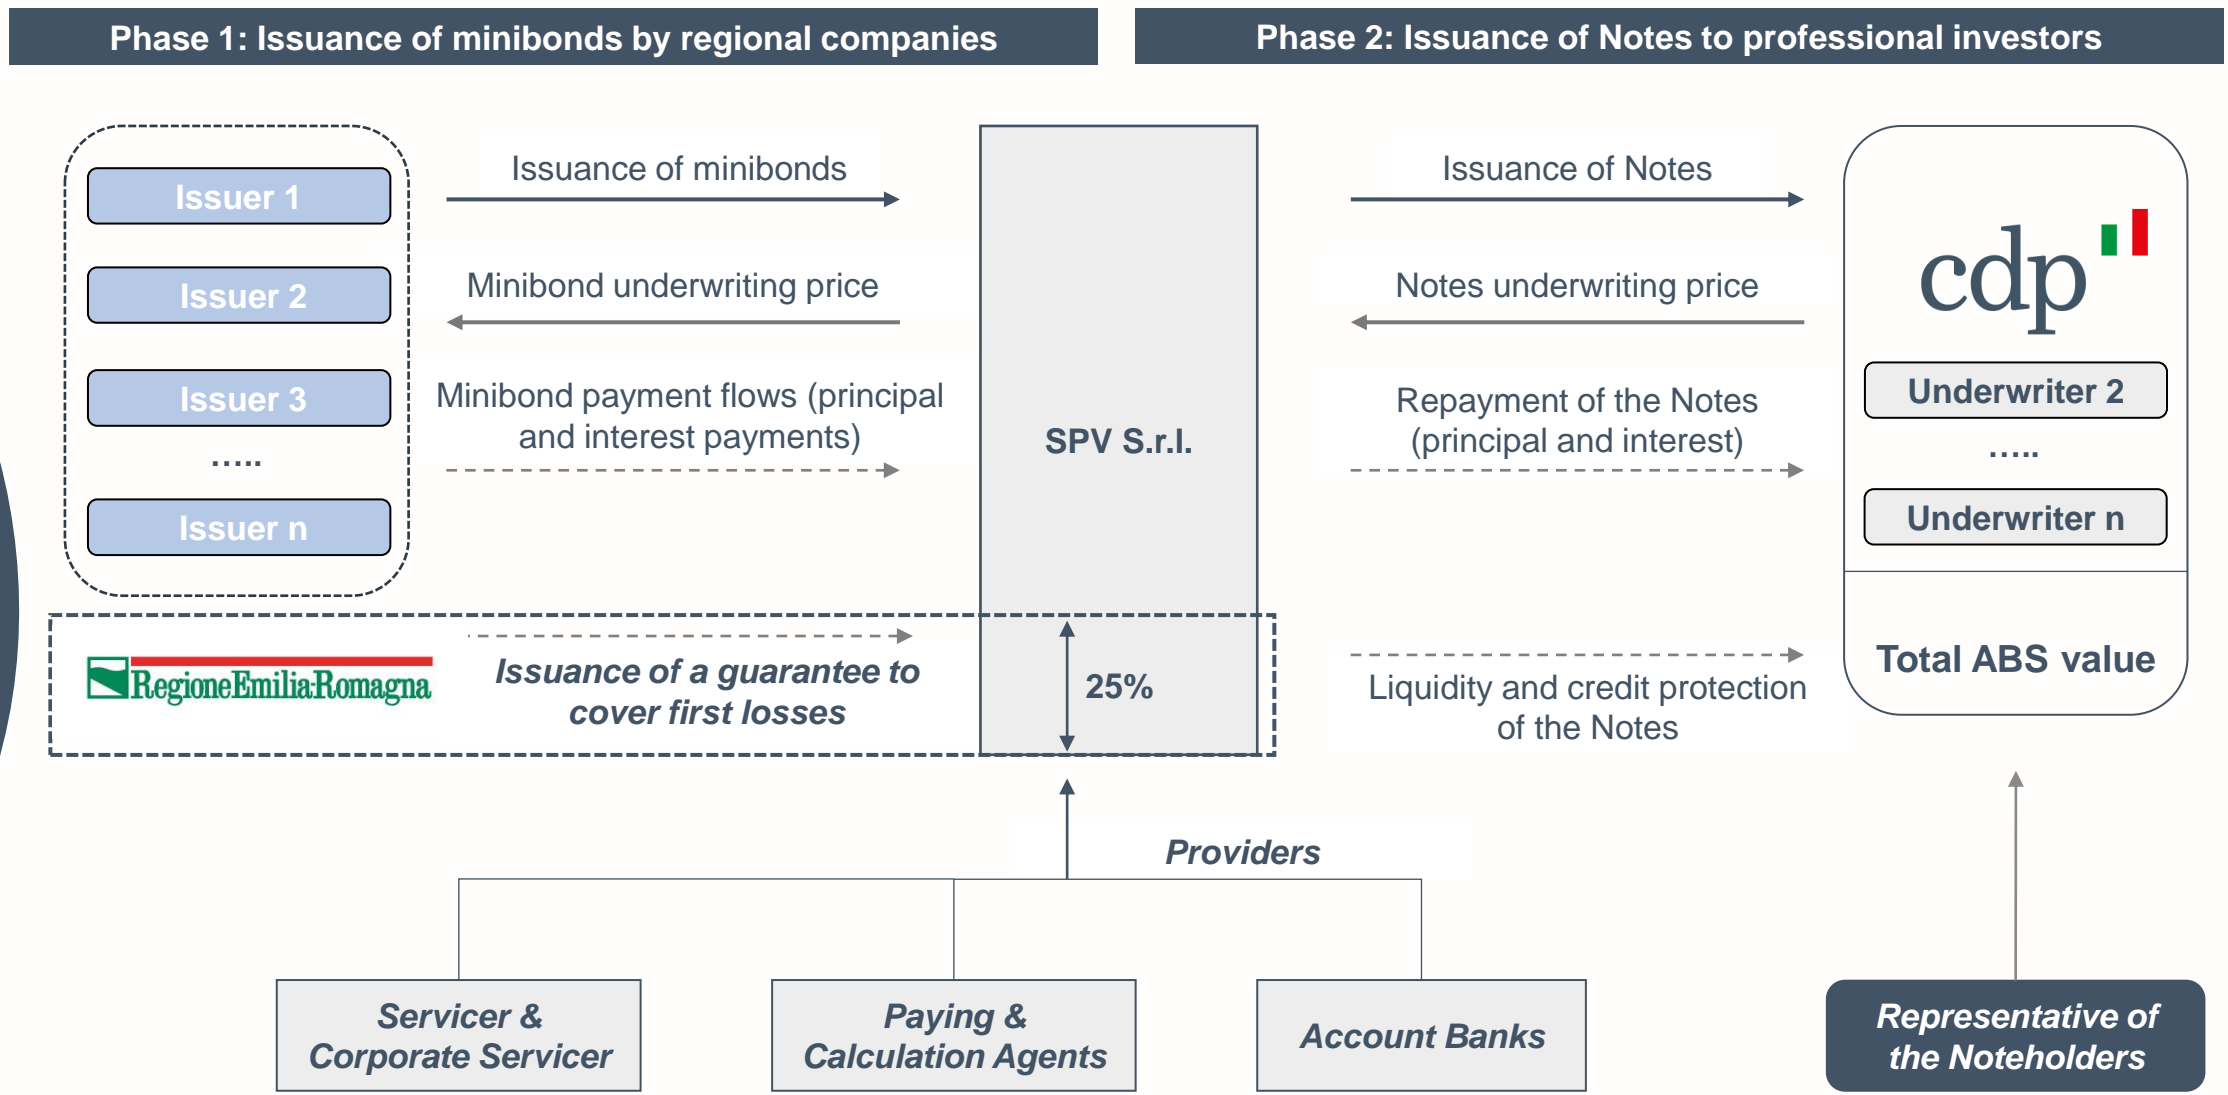 Phase 1: Issuance of minibonds by regional companies
Phase 2: Issuance of Notes to professional investors
Issuer 1
Issuer 2
Issuer 3
…..
Issuer n
Issuance of minibonds
Minibond underwriting price
Minibond payment flows (principal
and interest payments)
SPV S.r.l.
Issuance of Notes
Notes underwriting price
Repayment of the Notes
(principal and interest)
cdp
Underwriter 2
…..
Underwriter n
Total ABS value
RegioneEmilia-Romagna
Issuance of a guarantee to
cover first losses
25%
Liquidity and credit protection
of the Notes
Providers
Servicer &
Corporate Servicer
Paying &
Calculation Agents
Account Banks
Representative of
the Noteholders